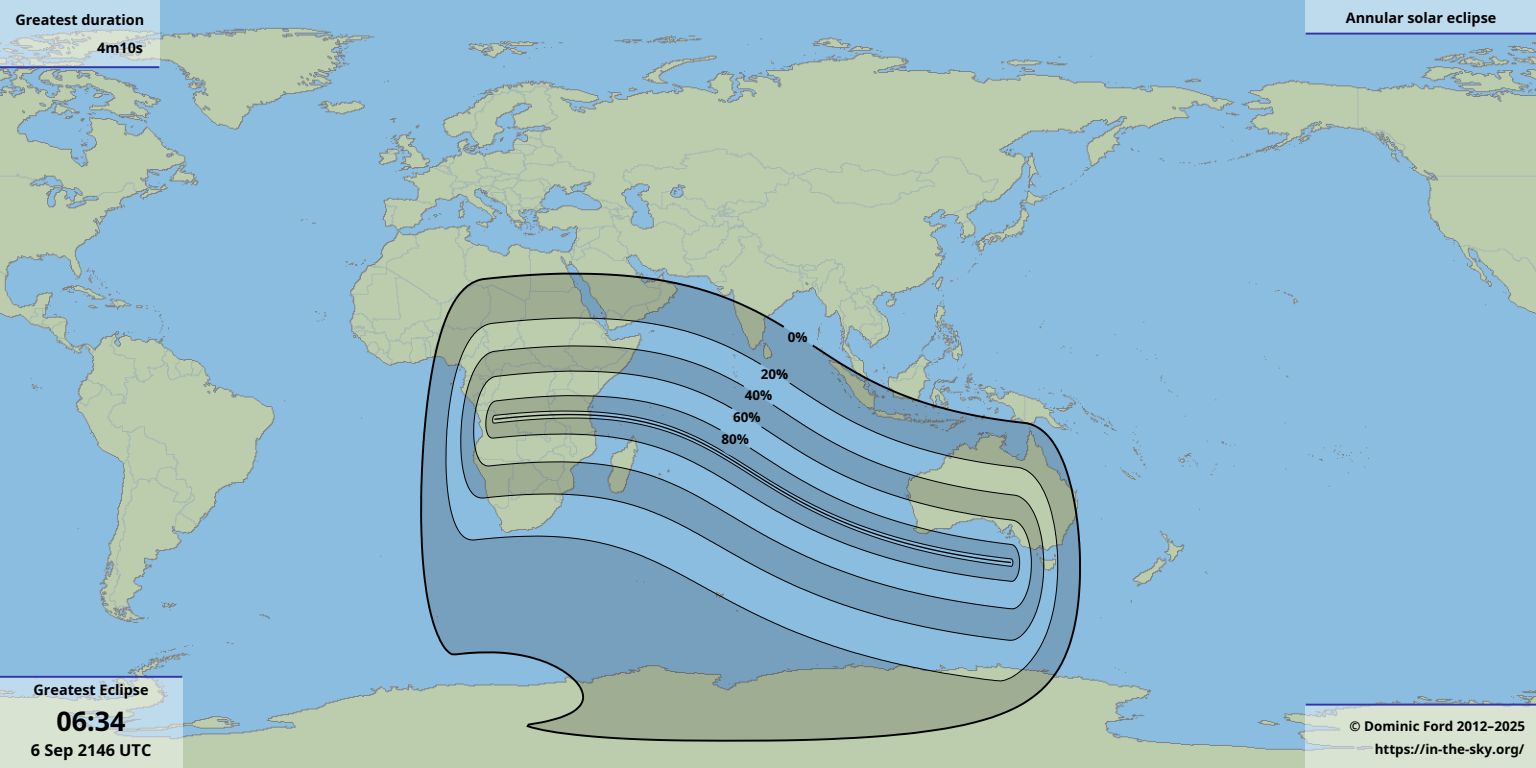 Greatest duration
4m10s
Annular solar eclipse
0%
20%
40%
60%
80%
Greatest Eclipse
06:34
6 Sep 2146 UTC
© Dominic Ford 2012–2025
https://in-the-sky.org/